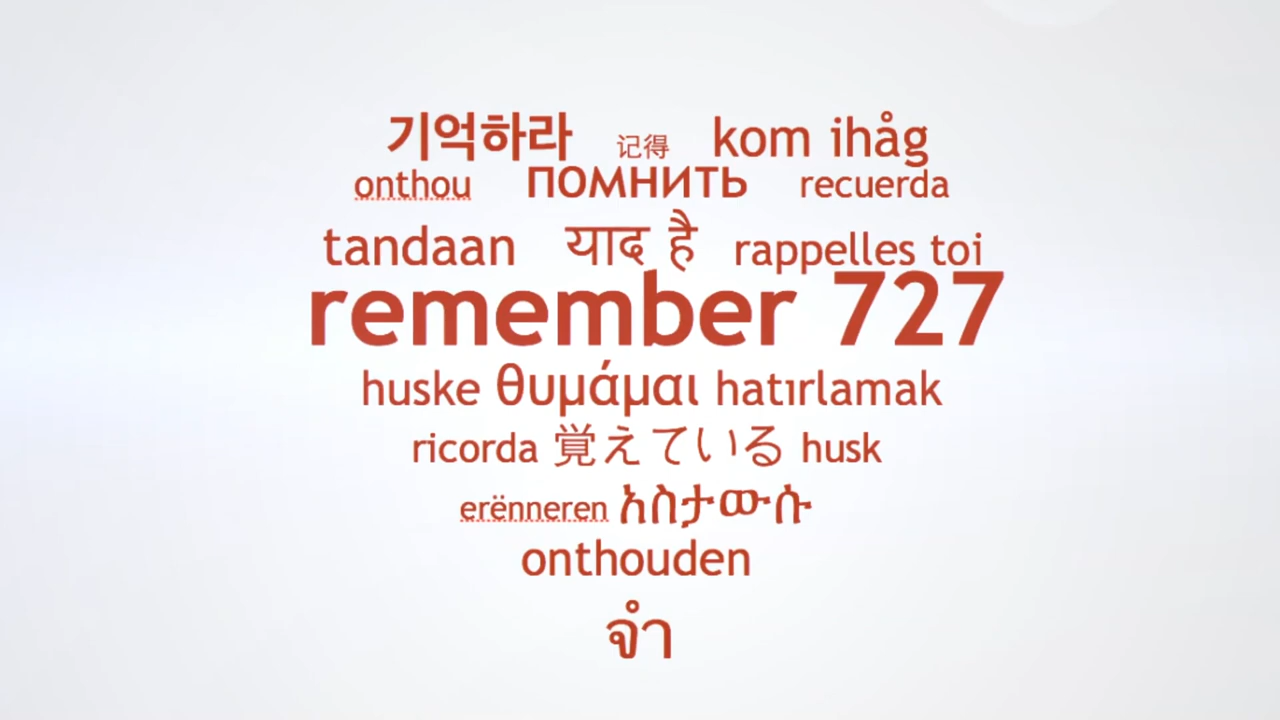 기억하라 记得 kom ihåg
onthou помнить recuerda
tandaan याद है rappelles toi
remember 727
huske θυμάμαι hatırlamak
ricorda 覚えている husk
erënneren አስታውሱ
onthouden
จำ